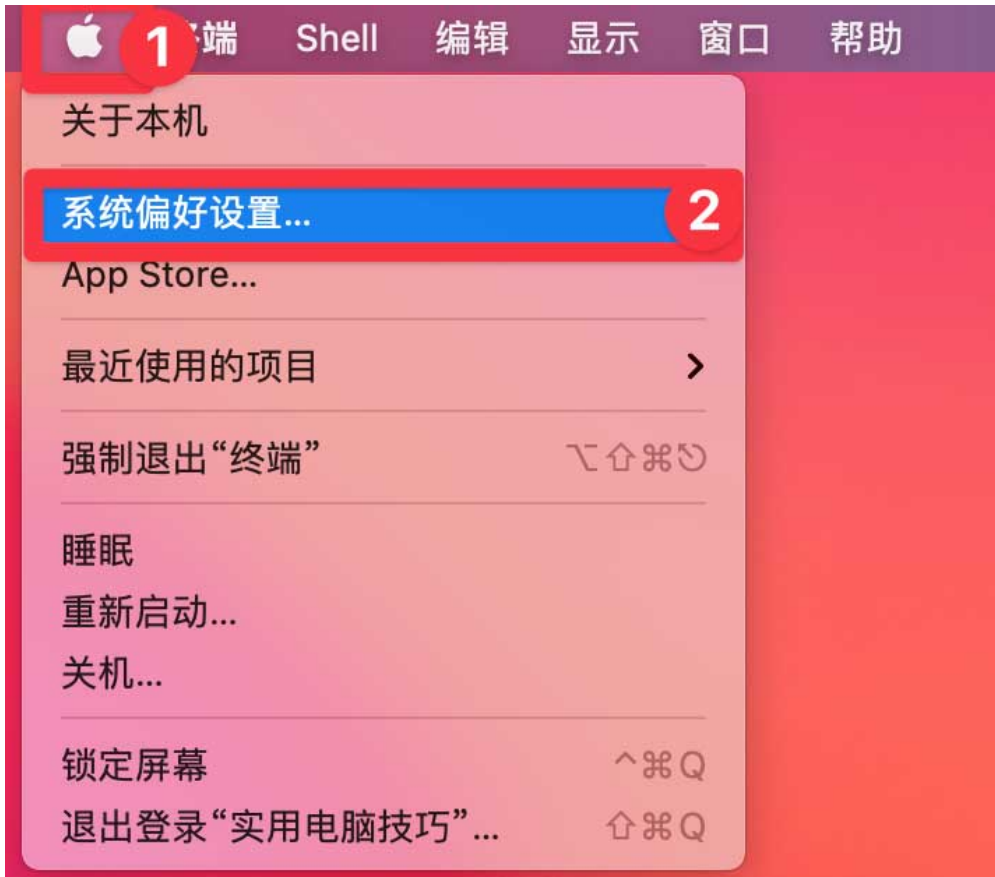 1 端 Shell 编辑 显示 窗口 帮助
关于本机
系统偏好设置... 2
App Store...
最近使用的项目
强制退出“终端” ⌥⇧⌘⎋
睡眠
重新启动...
关机...
锁定屏幕 ^⌘Q
退出登录“实用电脑技巧”... ⇧⌘Q